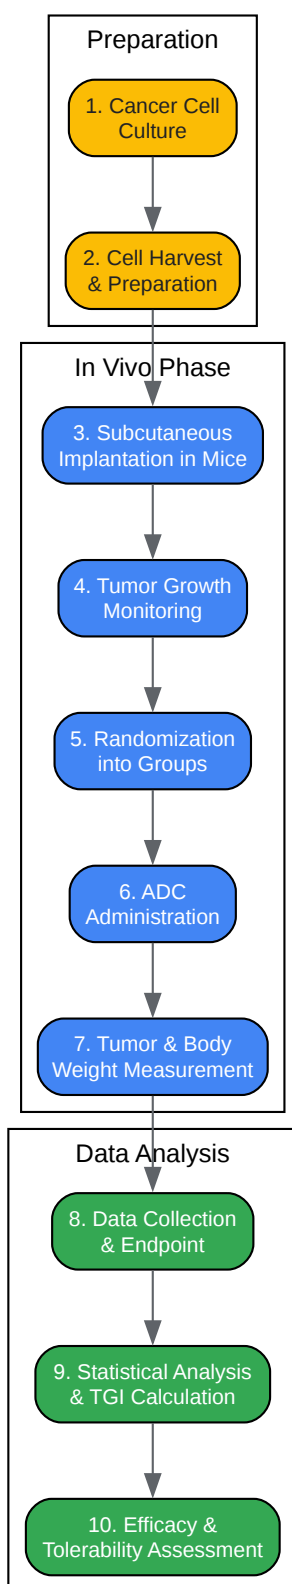 Preparation
1. Cancer Cell
Culture
2. Cell Harvest
& Preparation
In Vivo Phase
3. Subcutaneous
Implantation in Mice
4. Tumor Growth
Monitoring
5. Randomization
into Groups
6. ADC
Administration
7. Tumor & Body
Weight Measurement
Data Analysis
8. Data Collection
& Endpoint
9. Statistical Analysis
& TGI Calculation
10. Efficacy &
Tolerability Assessment